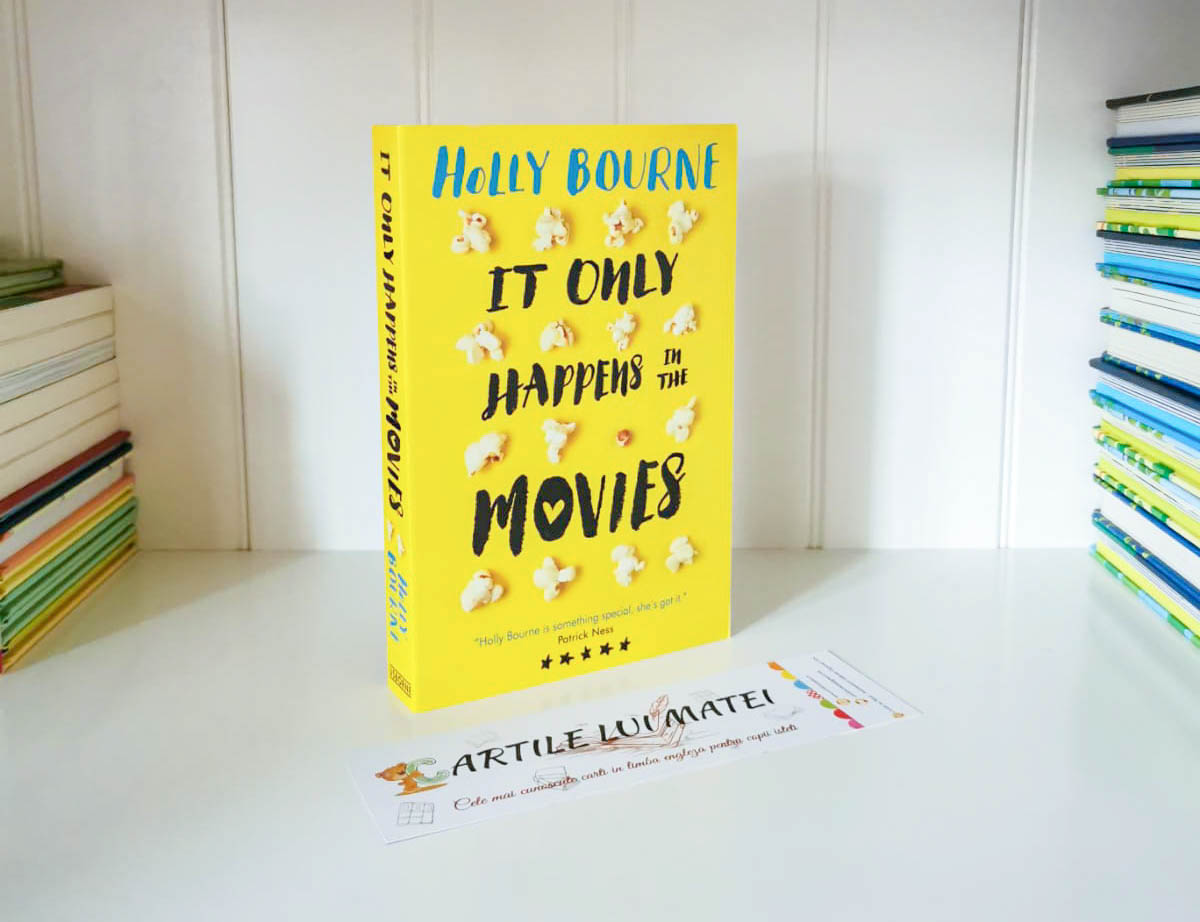 HOLLY BOURNE
IT ONLY
HAPPENS IN
THE
MOVIES
"Holly Bourne is something special, she's got it."
Patrick Ness
IT ONLY HAPPENS IN THE MOVIES
HOLLY BOURNE
USBORNE
CARTILE LUI MATEI
Cele mai cunoscute carti in limba engleza pentru copii isteti